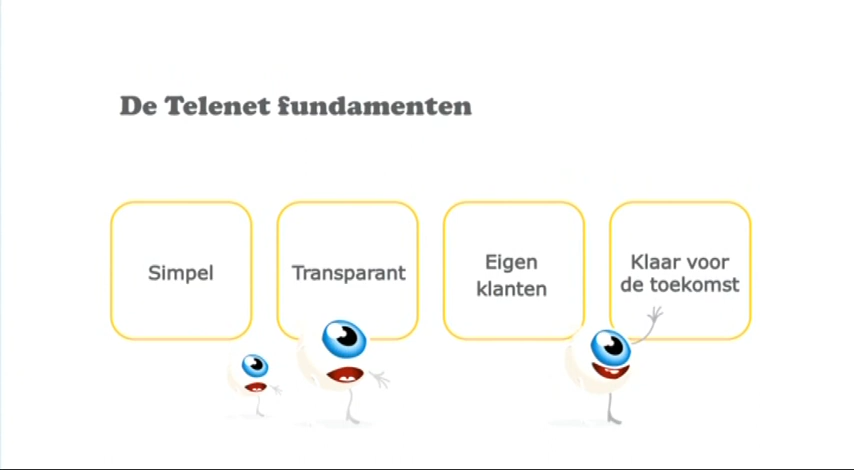 De Telenet fundamenten
Simpel
Transparant
Eigen
klanten
Klaar voor
de toekomst